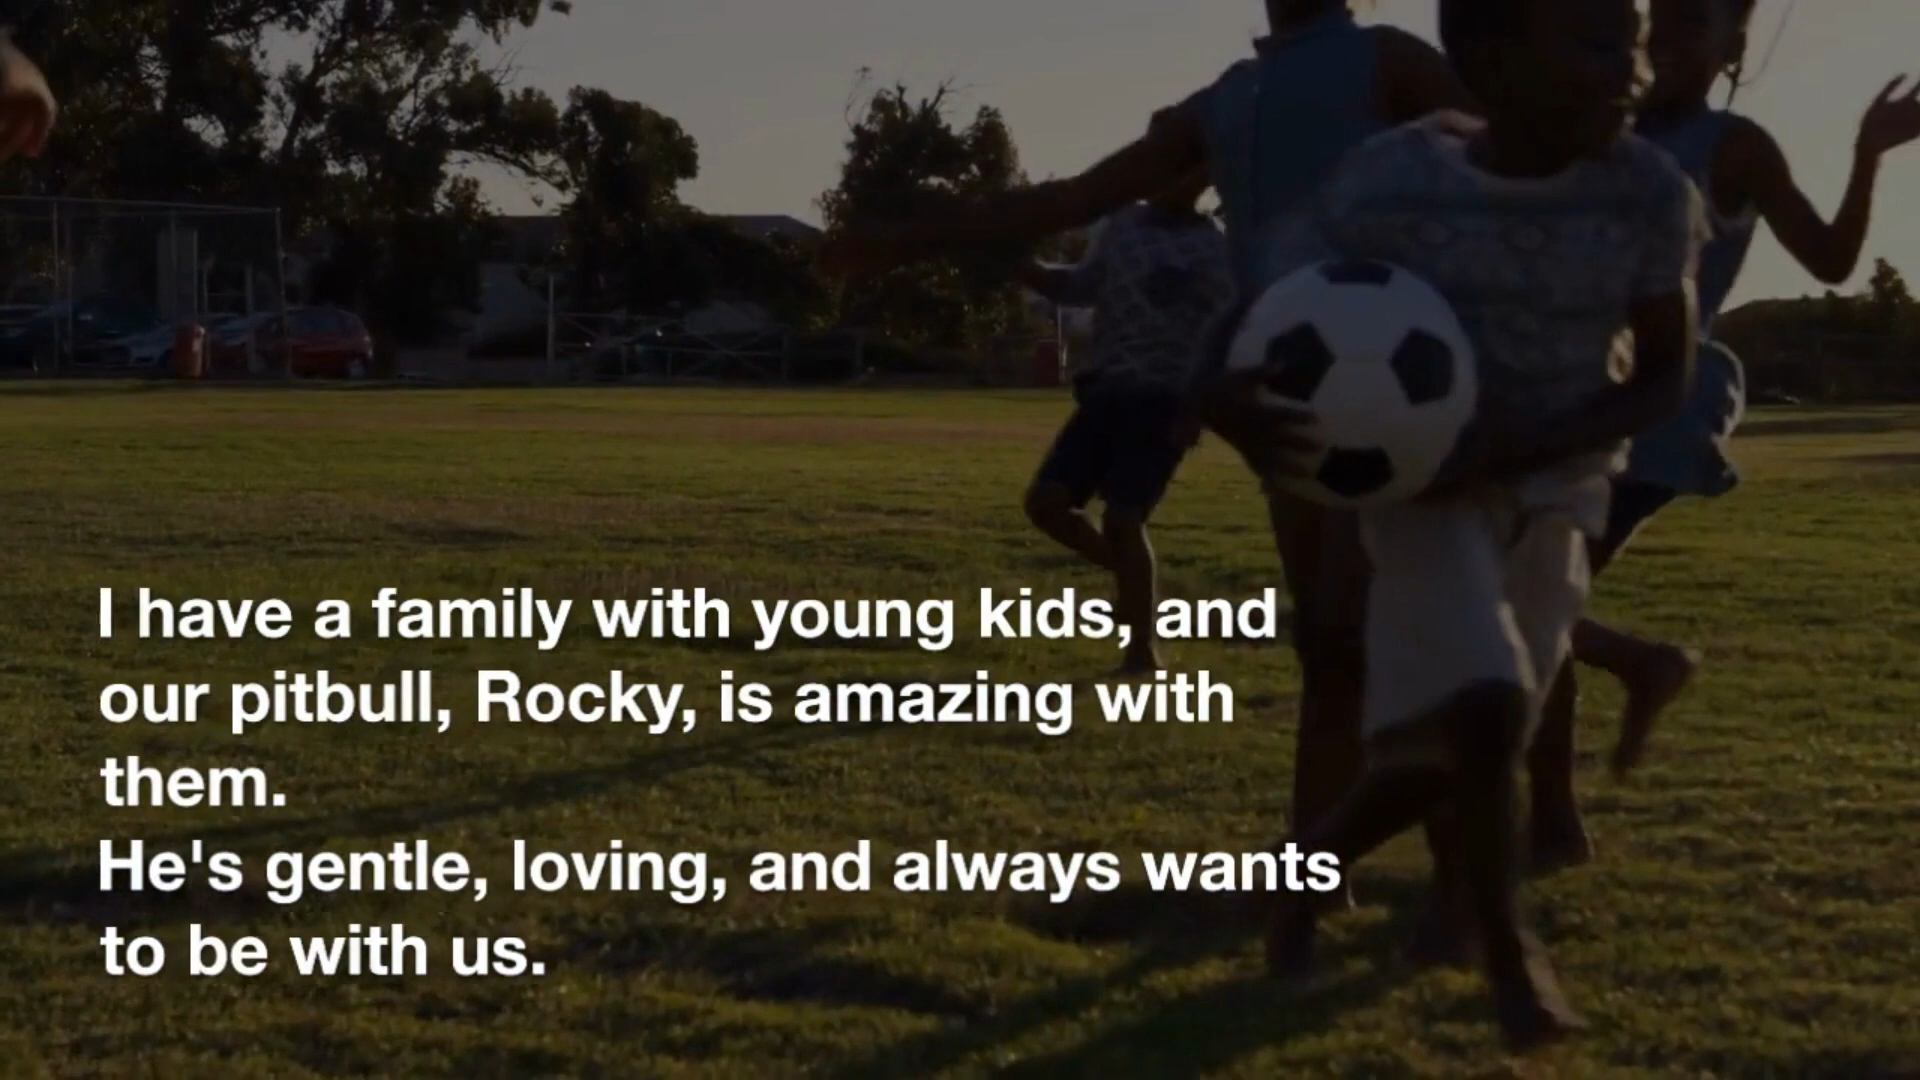 I have a family with young kids, and
our pitbull, Rocky, is amazing with
them.
He's gentle, loving, and always wants
to be with us.